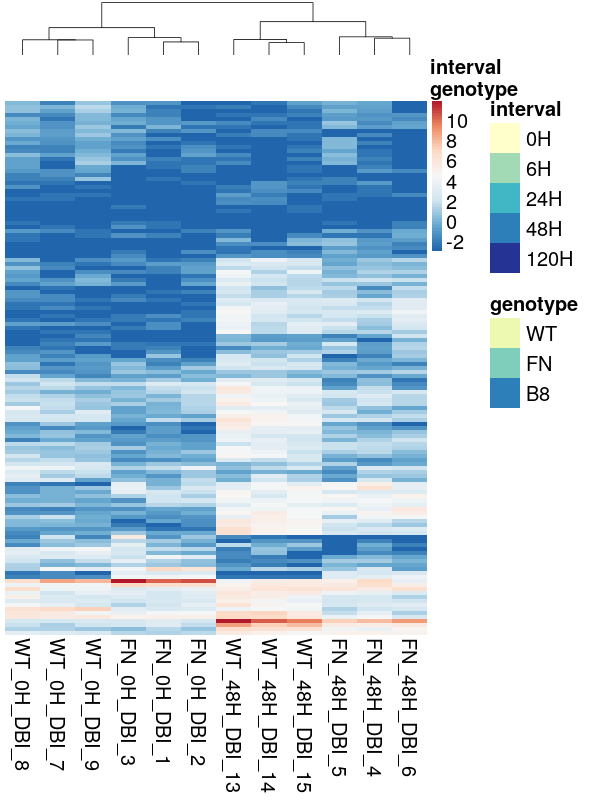 interval
genotype
10
8
6
4
2
0
-2
interval
0H
6H
24H
48H
120H
genotype
WT
FN
B8
WT_0H_DBI_8
WT_0H_DBI_7
WT_0H_DBI_9
FN_0H_DBI_3
FN_0H_DBI_1
FN_0H_DBI_2
WT_48H_DBI_13
WT_48H_DBI_14
WT_48H_DBI_15
FN_48H_DBI_5
FN_48H_DBI_4
FN_48H_DBI_6